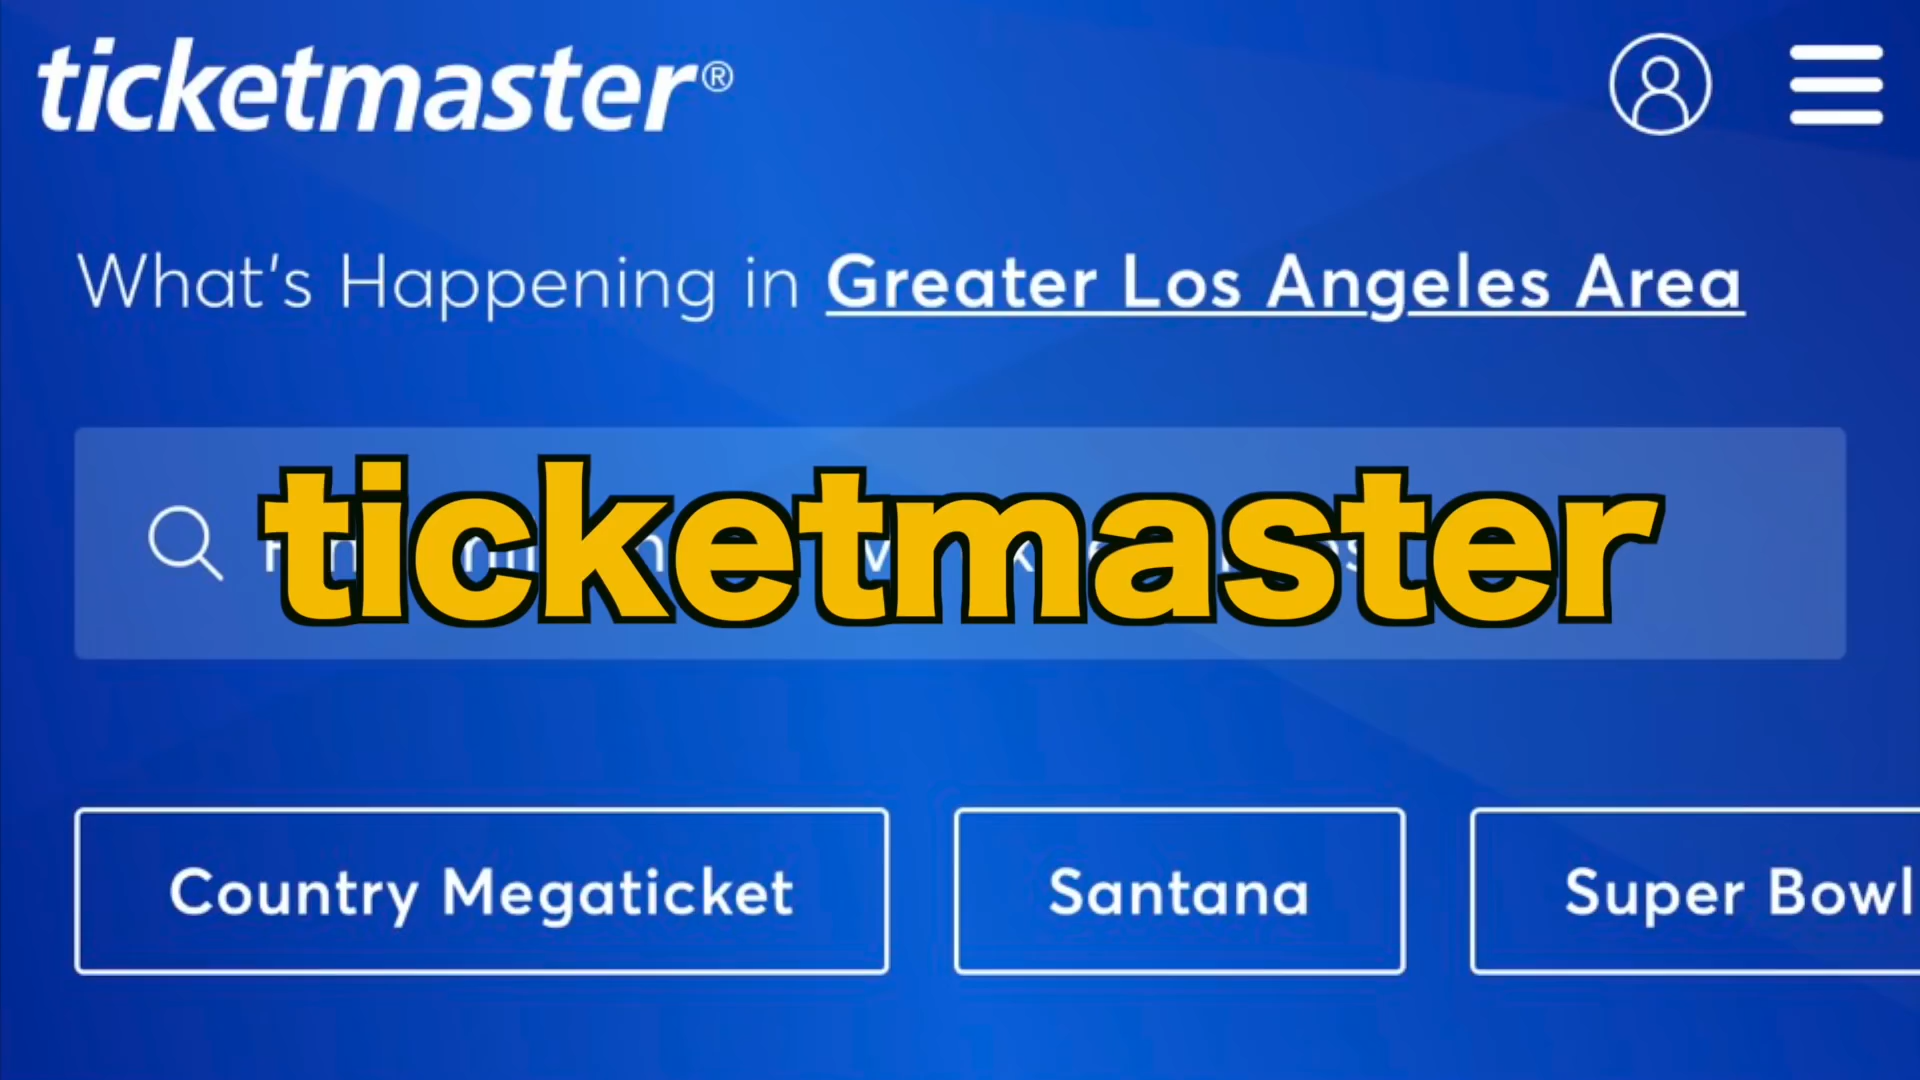 ticketmaster®
What's Happening in Greater Los Angeles Area
ticketmaster
Country Megaticket
Santana
Super Bowl